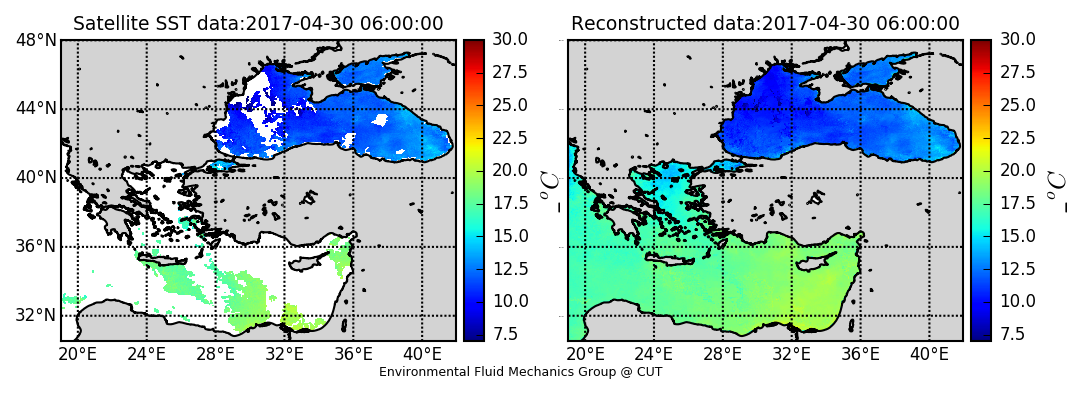 Satellite SST data:2017-04-30 06:00:00
48°N
44°N
40°N
36°N
32°N
20°E 24°E 28°E 32°E 36°E 40°E
30.0
27.5
25.0
22.5
20.0
17.5
15.0
12.5
10.0
7.5
_°C
Reconstructed data:2017-04-30 06:00:00
20°E 24°E 28°E 32°E 36°E 40°E
30.0
27.5
25.0
22.5
20.0
17.5
15.0
12.5
10.0
7.5
_°C
Environmental Fluid Mechanics Group @ CUT